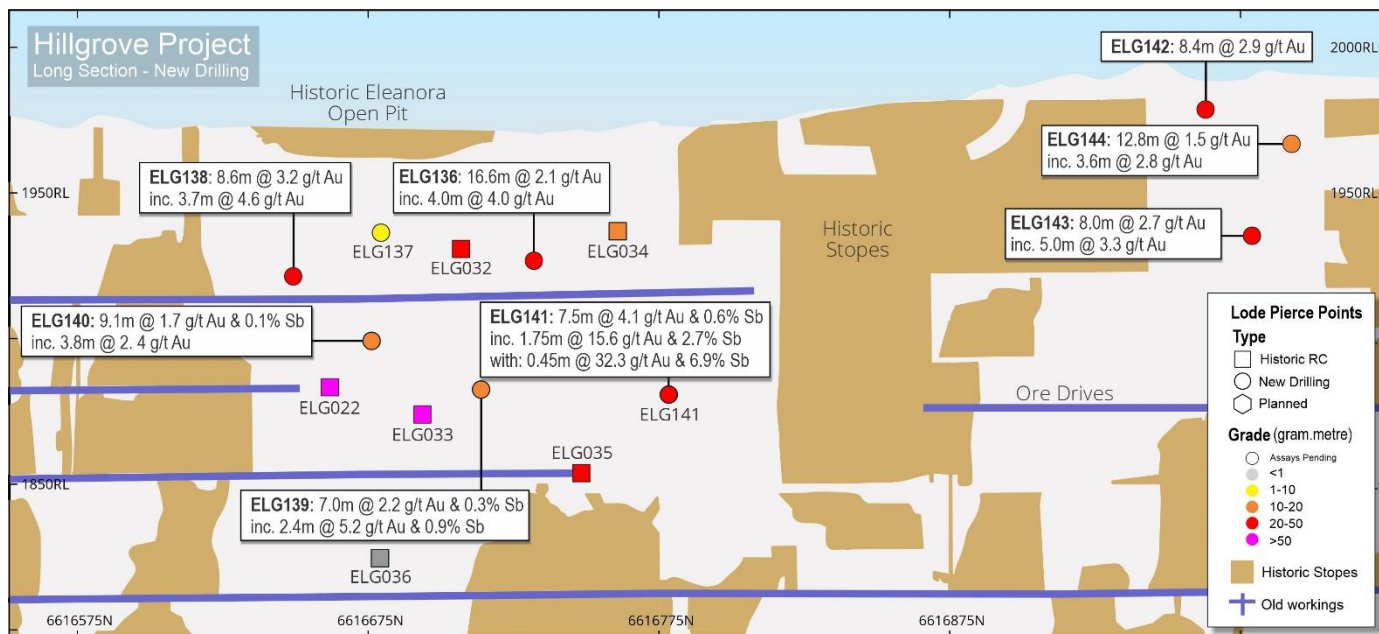 Hillgrove Project
Long Section - New Drilling
Historic Eleanora
Open Pit
ELG142: 8.4m @ 2.9 g/t Au
2000RL
ELG144: 12.8m @ 1.5 g/t Au
inc. 3.6m @ 2.8 g/t Au
ELG138: 8.6m @ 3.2 g/t Au
inc. 3.7m @ 4.6 g/t Au
ELG136: 16.6m @ 2.1 g/t Au
inc. 4.0m @ 4.0 g/t Au
1950RL
1950RL
ELG137
ELG032
ELG034
Historic
Stopes
ELG143: 8.0m @ 2.7 g/t Au
inc. 5.0m @ 3.3 g/t Au
ELG140: 9.1m @ 1.7 g/t Au & 0.1% Sb
inc. 3.8m @ 2. 4 g/t Au
ELG141: 7.5m @ 4.1 g/t Au & 0.6% Sb
inc. 1.75m @ 15.6 g/t Au & 2.7% Sb
with: 0.45m @ 32.3 g/t Au & 6.9% Sb
ELG022
ELG033
ELG141
Ore Drives
ELG035
1850RL
ELG139: 7.0m @ 2.2 g/t Au & 0.3% Sb
inc. 2.4m @ 5.2 g/t Au & 0.9% Sb
ELG036
Lode Pierce Points
Type
Historic RC
New Drilling
Planned
Grade (gram.metre)
Assays Pending
<1
1-10
10-20
20-50
>50
Historic Stopes
Old workings
6616575N
6616675N
6616775N
6616875N